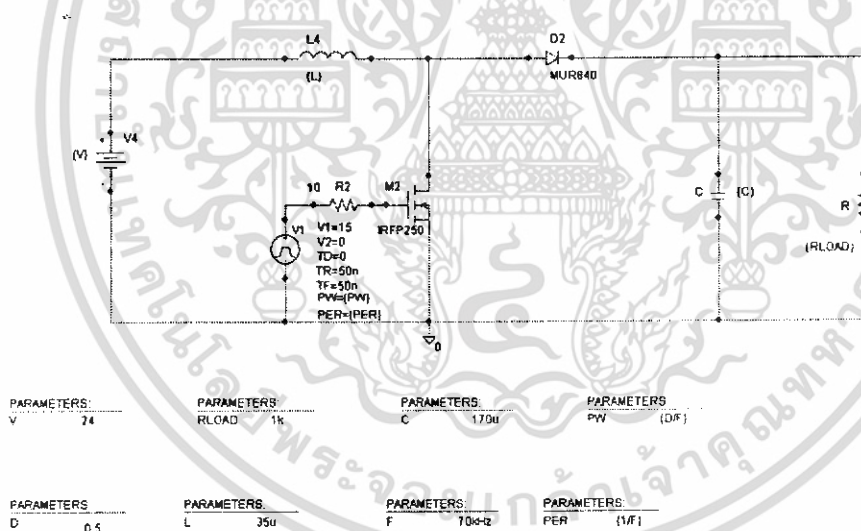 L4
{L}
D2
MUR840
V4
{V}
10
R2
M2
IRFP250
V1
V1=15
V2=0
TD=0
TR=50n
TF=50n
PW={PW}
PER={PER}
C
{C}
R
{RLOAD}
0
PARAMETERS:
V 24
PARAMETERS:
RLOAD 1k
PARAMETERS:
C 170u
PARAMETERS
PW {D/F}
PARAMETERS
D 0.5
PARAMETERS:
L 35u
PARAMETERS:
F 70kHz
PARAMETERS:
PER {1/F}